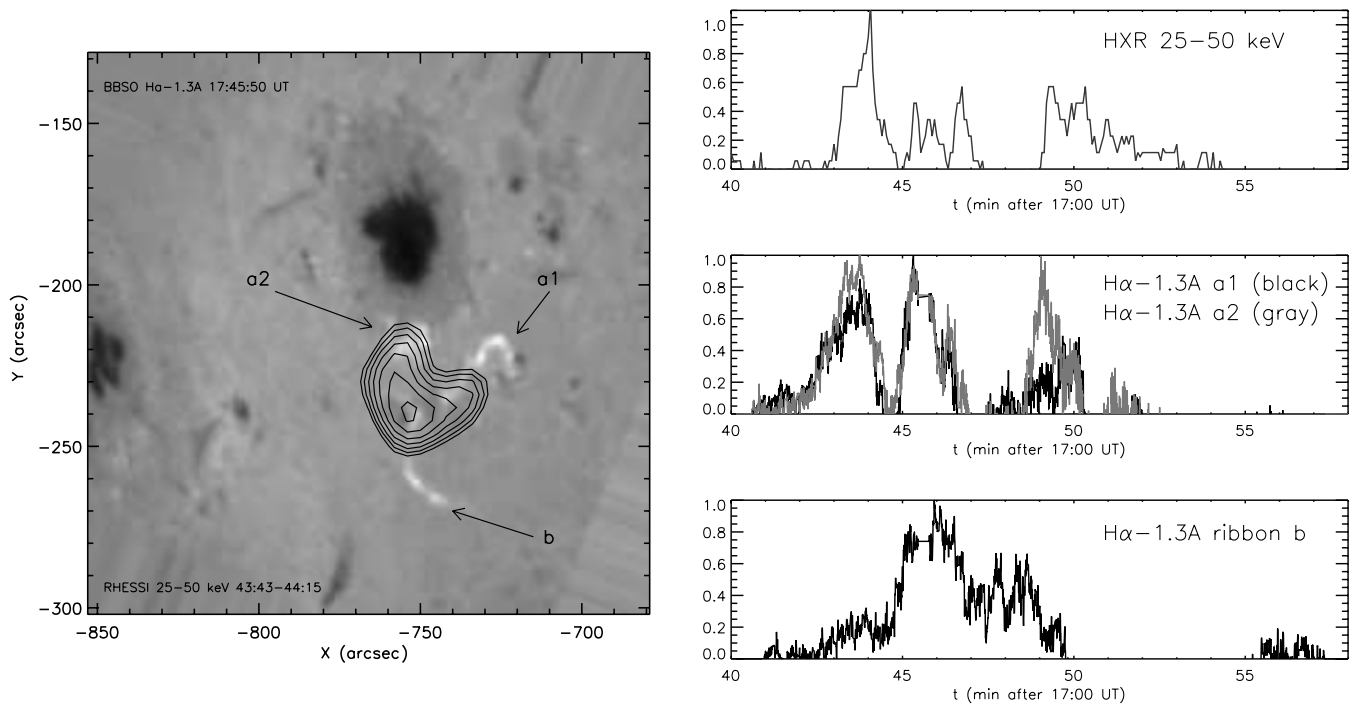 BBSO Ha-1.3A 17:45:50 UT
a2
a1
b
RHESSI 25-50 keV 43:43-44:15
-150
-200
-250
-300
Y (arcsec)
-850
-800
-750
-700
X (arcsec)
HXR 25-50 keV
1.0
0.8
0.6
0.4
0.2
0.0
40
45
50
55
t (min after 17:00 UT)
Hα-1.3A a1 (black)
Hα-1.3A a2 (gray)
1.0
0.8
0.6
0.4
0.2
0.0
40
45
50
55
t (min after 17:00 UT)
Hα-1.3A ribbon b
1.0
0.8
0.6
0.4
0.2
0.0
40
45
50
55
t (min after 17:00 UT)